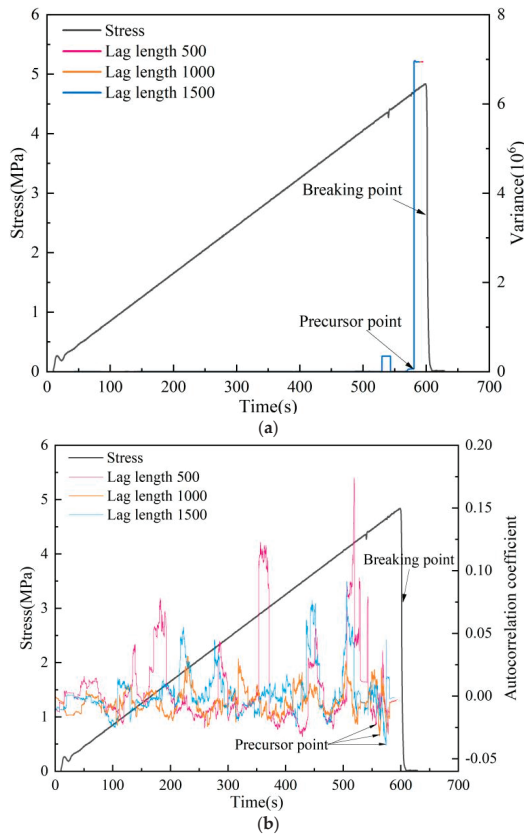 6
8
Stress
Lag length 500
Lag length 1000
Lag length 1500
5
6
4
Stress(MPa)
3
Breaking point
4
Variance(10⁶)
2
2
1
Precursor point
0
0
0 100 200 300 400 500 600 700
Time(s)
(a)
6
0.20
Stress
Lag length 500
Lag length 1000
Lag length 1500
5
0.15
4
Breaking point
0.10
Stress(MPa)
3
0.05
Autocorrelation coefficient
2
0.00
1
Precursor point
-0.05
0
0 100 200 300 400 500 600 700
Time(s)
(b)